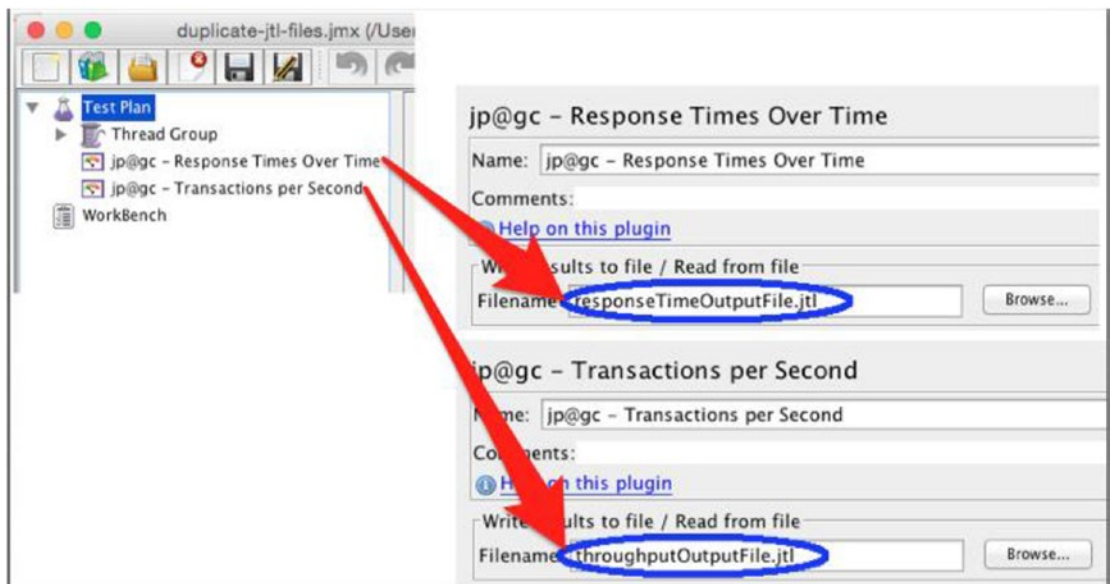 duplicate-jtl-files.jmx (/User
Test Plan
Thread Group
jp@gc - Response Times Over Time
jp@gc - Transactions per Second
WorkBench
jp@gc - Response Times Over Time
Name: jp@gc - Response Times Over Time
Comments:
Help on this plugin
sults to file / Read from file
Filename responseTimeOutputFile.jtl Browse...
jp@gc - Transactions per Second
jp@gc - Transactions per Second
ents:
on this plugin
Write ults to file / Read from file
Filename throughputOutputFile.jtl Browse...